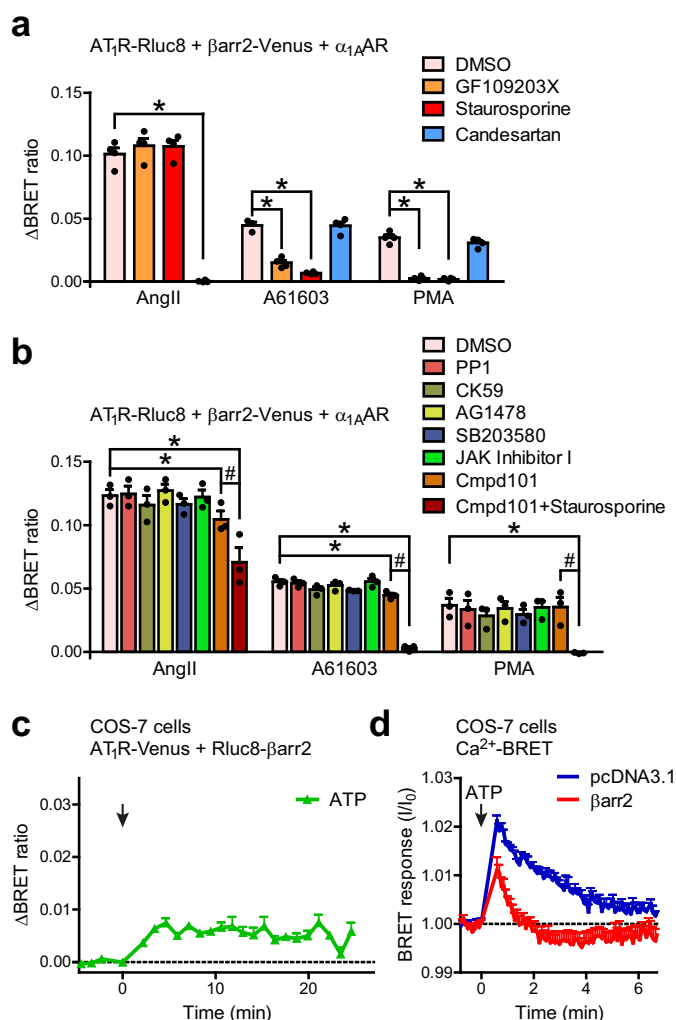 a
AT₁R-Rluc8 + βarr2-Venus + α₁AAR
DMSO
GF109203X
Staurosporine
Candesartan
ΔBRET ratio
0.15
0.10
0.05
0.00
*
* *
* *
AngII A61603 PMA
b
DMSO
PP1
CK59
AG1478
SB203580
JAK Inhibitor I
Cmpd101
Cmpd101+Staurosporine
AT₁R-Rluc8 + βarr2-Venus + α₁AAR
ΔBRET ratio
0.15
0.10
0.05
0.00
*
* #
*
* #
*
#
AngII A61603 PMA
c
COS-7 cells
AT₁R-Venus + Rluc8-βarr2
ATP
ΔBRET ratio
0.03
0.02
0.01
0.00
0 10 20
Time (min)
d
COS-7 cells
Ca²⁺-BRET
pcDNA3.1
βarr2
ATP
BRET response (I/I₀)
1.03
1.02
1.01
1.00
0.99
0 2 4 6
Time (min)